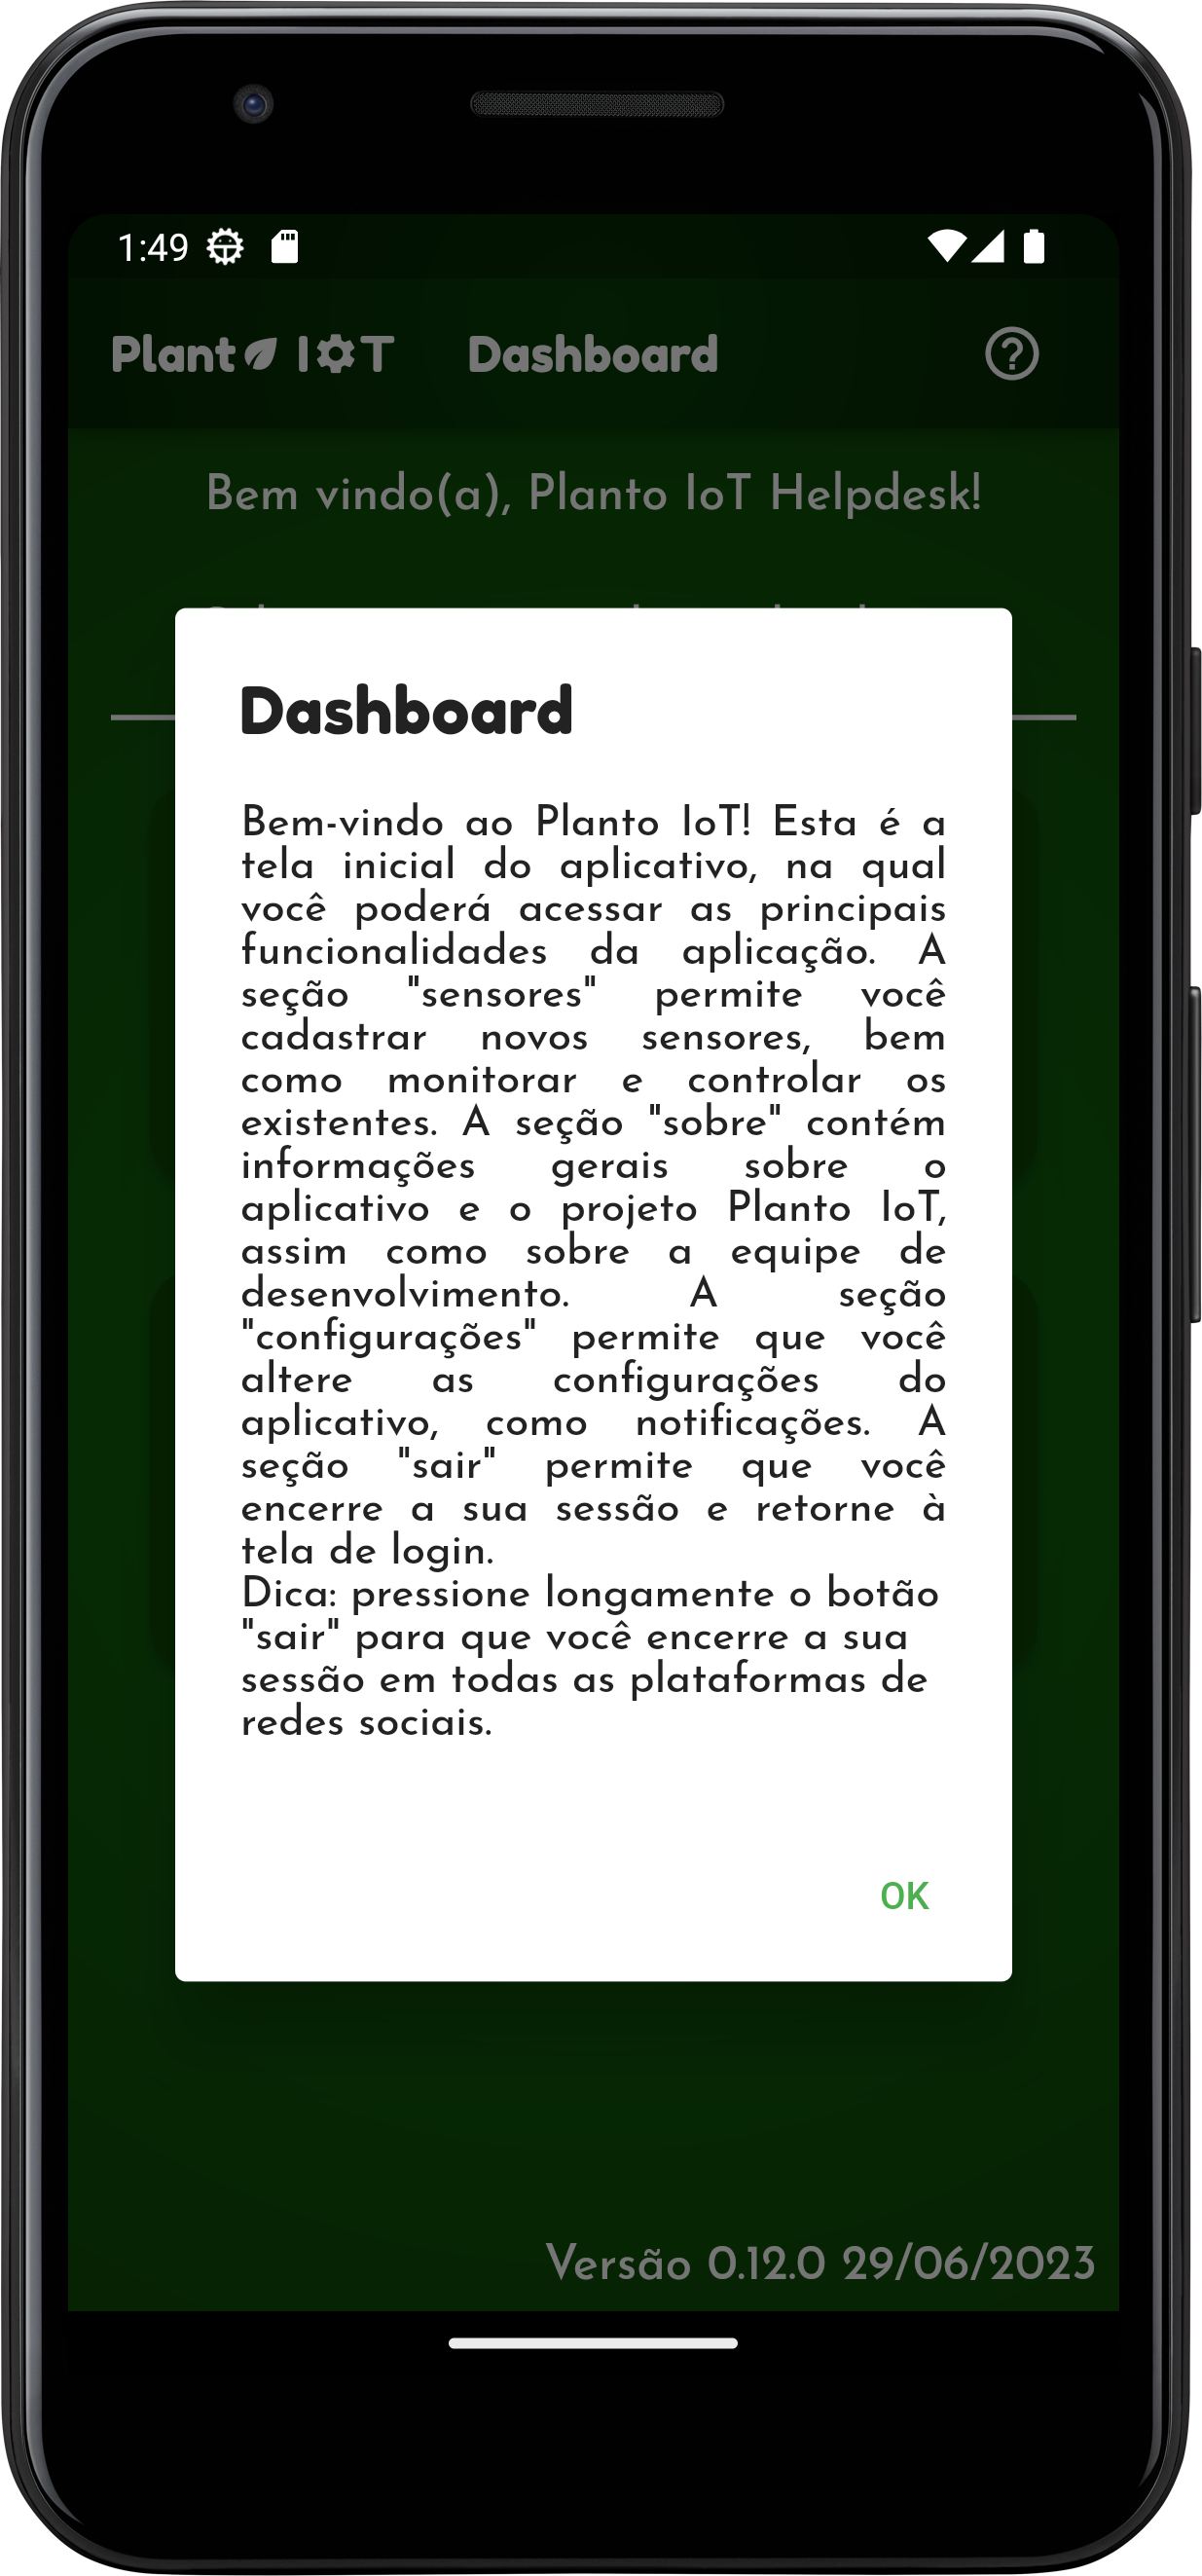 1:49
Plant I T Dashboard
Bem vindo(a), Planto IoT Helpdesk!
Dashboard
Bem-vindo ao Planto IoT! Esta é a
tela inicial do aplicativo, na qual
você poderá acessar as principais
funcionalidades da aplicação. A
seção "sensores" permite você
cadastrar novos sensores, bem
como monitorar e controlar os
existentes. A seção "sobre" contém
informações gerais sobre o
aplicativo e o projeto Planto IoT,
assim como sobre a equipe de
desenvolvimento. A seção
"configurações" permite que você
altere as configurações do
aplicativo, como notificações. A
seção "sair" permite que você
encerre a sua sessão e retorne à
tela de login.
Dica: pressione longamente o botão
"sair" para que você encerre a sua
sessão em todas as plataformas de
redes sociais.
OK
Versão 0.12.0 29/06/2023